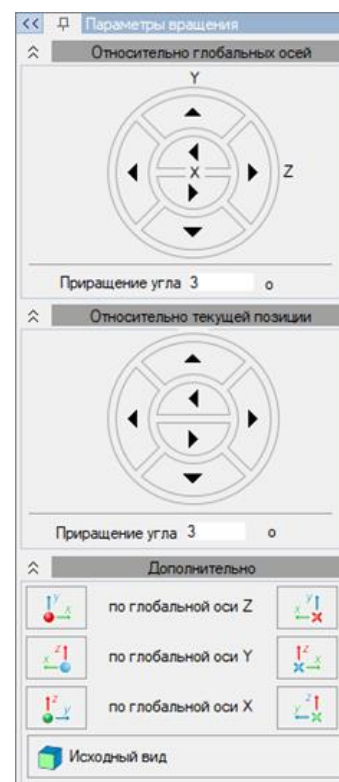 << Параметры вращения
Относительно глобальных осей
Y
X Z
Приращение угла 3 о
Относительно текущей позиции
Приращение угла 3 о
Дополнительно
y x по глобальной оси Z x y
x z по глобальной оси Y z x
z y по глобальной оси X y z
Исходный вид